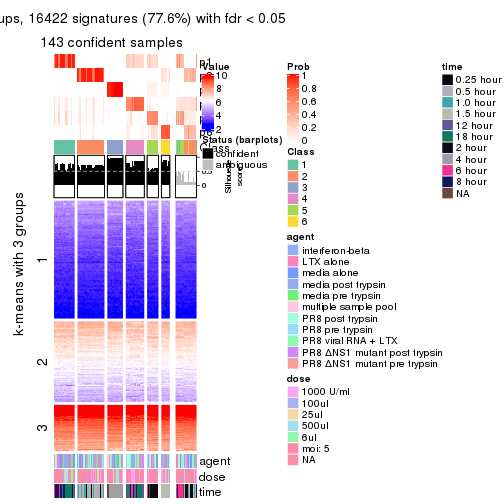 ups, 16422 signatures (77.6%) with fdr < 0.05
143 confident samples
k-means with 3 groups
1
2
3
p1
Value
10
8
6
4
2
Status (barplots)
confident
ambiguous
0
agent
dose
time
Prob
1
0.8
0.6
0.4
0.2
0
Class
1
2
3
4
5
6
agent
interferon-beta
LTX alone
media alone
media post trypsin
media pre trypsin
multiple sample pool
PR8 post trypsin
PR8 pre trypsin
PR8 viral RNA + LTX
PR8 ΔNS1 mutant post trypsin
PR8 ΔNS1 mutant pre trypsin
dose
1000 U/ml
100ul
25ul
500ul
6ul
moi: 5
NA
time
0.25 hour
0.5 hour
1.0 hour
1.5 hour
12 hour
18 hour
2 hour
4 hour
6 hour
8 hour
NA